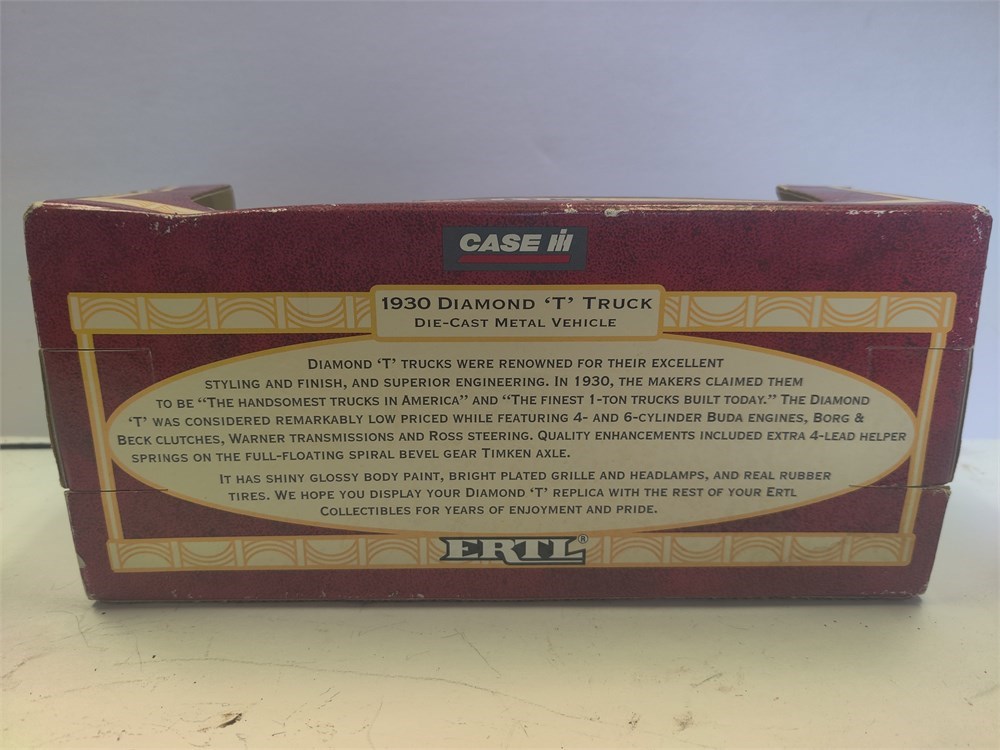 CASE IH
1930 DIAMOND ‘T’ TRUCK
DIE-CAST METAL VEHICLE
DIAMOND ‘T’ TRUCKS WERE RENOWNED FOR THEIR EXCELLENT
STYLING AND FINISH, AND SUPERIOR ENGINEERING. IN 1930, THE MAKERS CLAIMED THEM
TO BE “THE HANDSOMEST TRUCKS IN AMERICA” AND “THE FINEST 1-TON TRUCKS BUILT TODAY.” THE DIAMOND
‘T’ WAS CONSIDERED REMARKABLY LOW PRICED WHILE FEATURING 4- AND 6-CYLINDER BUDA ENGINES, BORG &
BECK CLUTCHES, WARNER TRANSMISSIONS AND ROSS STEERING. QUALITY ENHANCEMENTS INCLUDED EXTRA 4-LEAD HELPER
SPRINGS ON THE FULL-FLOATING SPIRAL BEVEL GEAR TIMKEN AXLE.
IT HAS SHINY GLOSSY BODY PAINT, BRIGHT PLATED GRILLE AND HEADLAMPS, AND REAL RUBBER
TIRES. WE HOPE YOU DISPLAY YOUR DIAMOND ‘T’ REPLICA WITH THE REST OF YOUR ERTL
COLLECTIBLES FOR YEARS OF ENJOYMENT AND PRIDE.
ERTL®